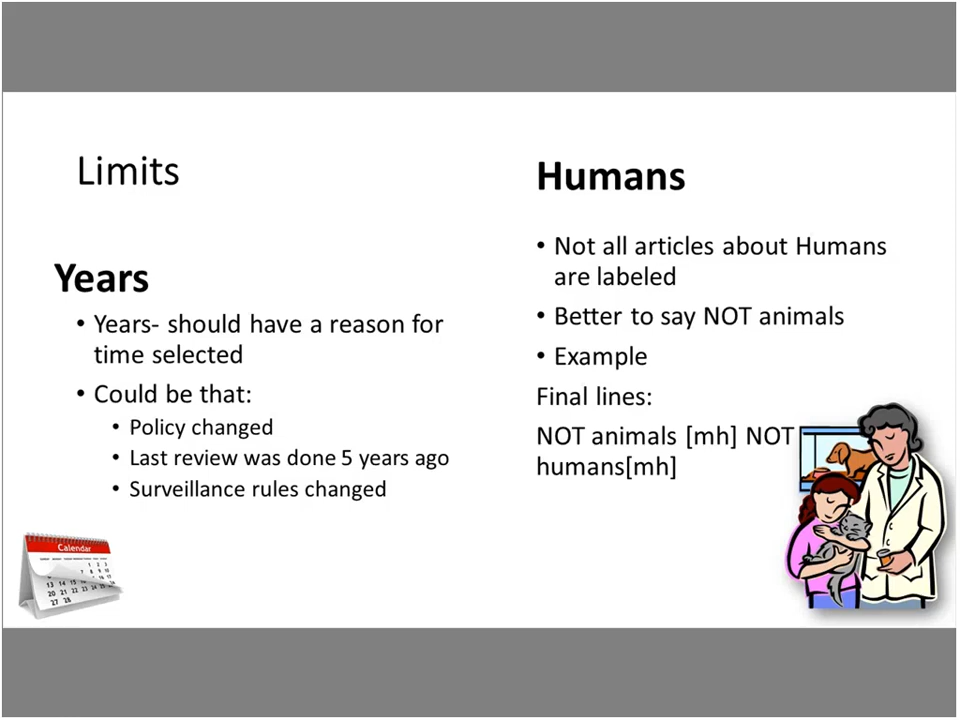 Limits
Years
• Years- should have a reason for
time selected
• Could be that:
• Policy changed
• Last review was done 5 years ago
• Surveillance rules changed
Calendar
Humans
• Not all articles about Humans
are labeled
• Better to say NOT animals
• Example
Final lines:
NOT animals [mh] NOT
humans[mh]